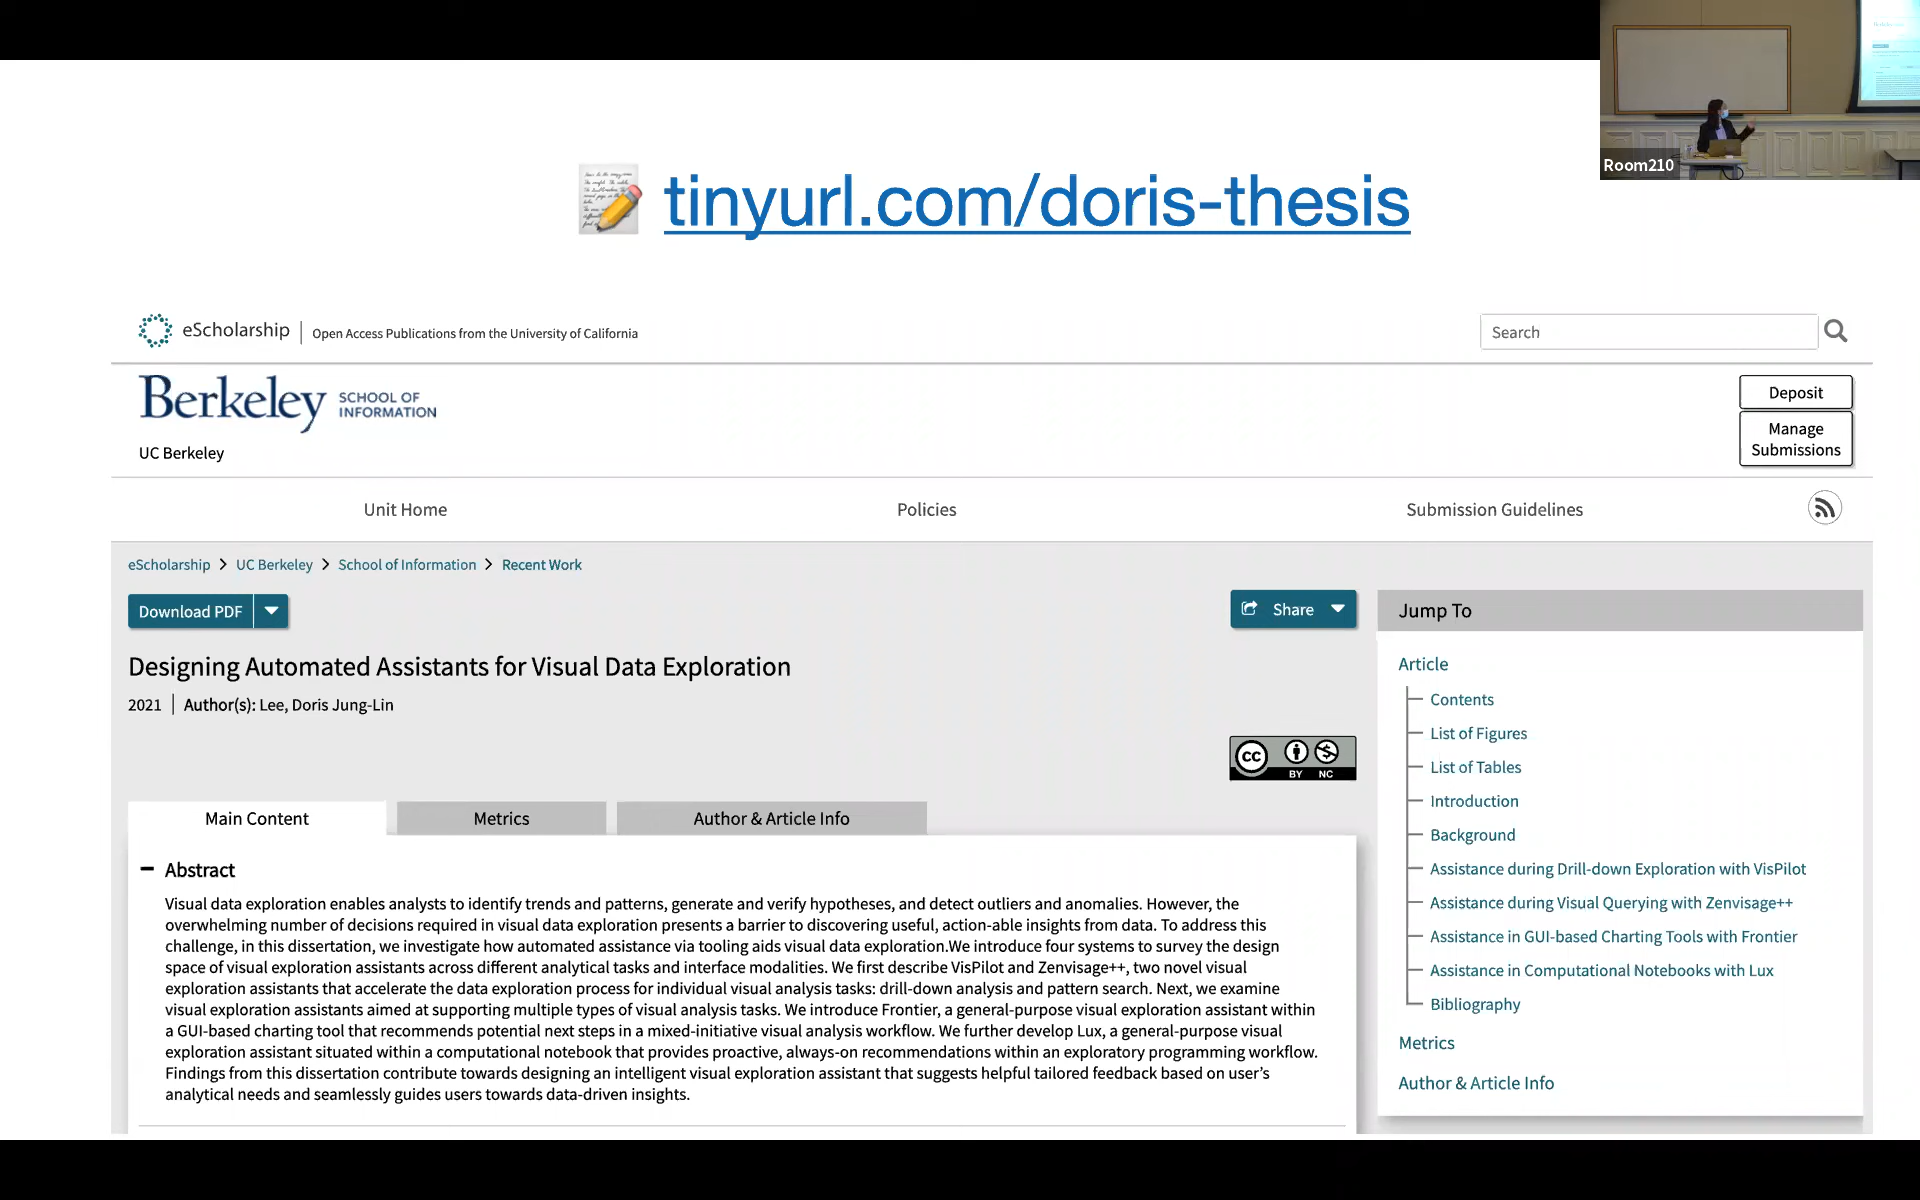 tinyurl.com/doris-thesis
Room210
eScholarship
Open Access Publications from the University of California
Search
Berkeley
SCHOOL OF
INFORMATION
Deposit
Manage
Submissions
UC Berkeley
Unit Home
Policies
Submission Guidelines
eScholarship > UC Berkeley > School of Information > Recent Work
Download PDF
Share
Designing Automated Assistants for Visual Data Exploration
2021 | Author(s): Lee, Doris Jung-Lin
CC BY NC
Main Content
Metrics
Author & Article Info
Abstract
Visual data exploration enables analysts to identify trends and patterns, generate and verify hypotheses, and detect outliers and anomalies. However, the
overwhelming number of decisions required in visual data exploration presents a barrier to discovering useful, action-able insights from data. To address this
challenge, in this dissertation, we investigate how automated assistance via tooling aids visual data exploration.We introduce four systems to survey the design
space of visual exploration assistants across different analytical tasks and interface modalities. We first describe VisPilot and Zenvisage++, two novel visual
exploration assistants that accelerate the data exploration process for individual visual analysis tasks: drill-down analysis and pattern search. Next, we examine
visual exploration assistants aimed at supporting multiple types of visual analysis tasks. We introduce Frontier, a general-purpose visual exploration assistant within
a GUI-based charting tool that recommends potential next steps in a mixed-initiative visual analysis workflow. We further develop Lux, a general-purpose visual
exploration assistant situated within a computational notebook that provides proactive, always-on recommendations within an exploratory programming workflow.
Findings from this dissertation contribute towards designing an intelligent visual exploration assistant that suggests helpful tailored feedback based on user's
analytical needs and seamlessly guides users towards data-driven insights.
Jump To
Article
Contents
List of Figures
List of Tables
Introduction
Background
Assistance during Drill-down Exploration with VisPilot
Assistance during Visual Querying with Zenvisage++
Assistance in GUI-based Charting Tools with Frontier
Assistance in Computational Notebooks with Lux
Bibliography
Metrics
Author & Article Info